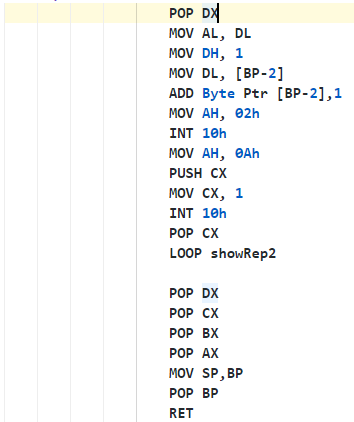 POP DX
MOV AL, DL
MOV DH, 1
MOV DL, [BP-2]
ADD Byte Ptr [BP-2],1
MOV AH, 02h
INT 10h
MOV AH, 0Ah
PUSH CX
MOV CX, 1
INT 10h
POP CX
LOOP showRep2
POP DX
POP CX
POP BX
POP AX
MOV SP,BP
POP BP
RET